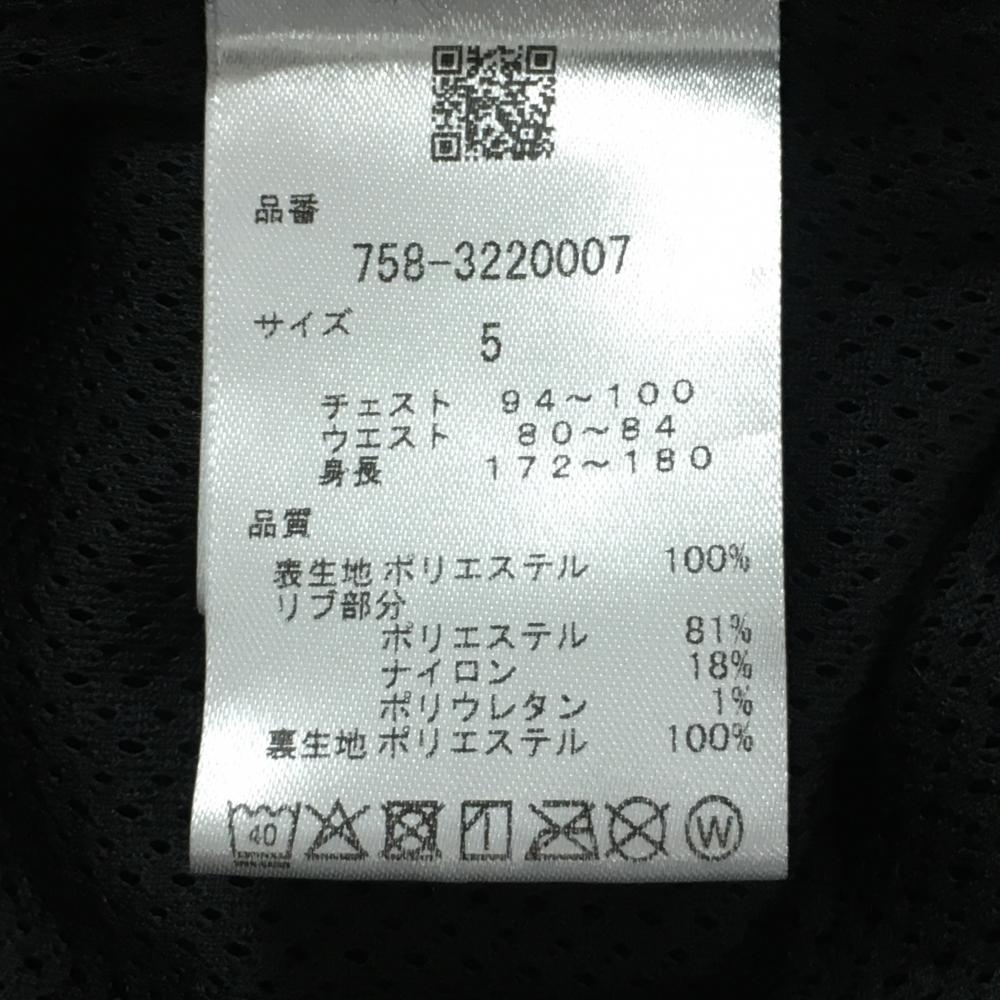 品番
758-3220007
サイズ
5
チェスト 94～100
ウエスト 80～84
身長 172～180
品質
表生地 ポリエステル 100%
リブ部分
ポリエステル 81%
ナイロン 18%
ポリウレタン 1%
裏生地 ポリエステル 100%
40 W